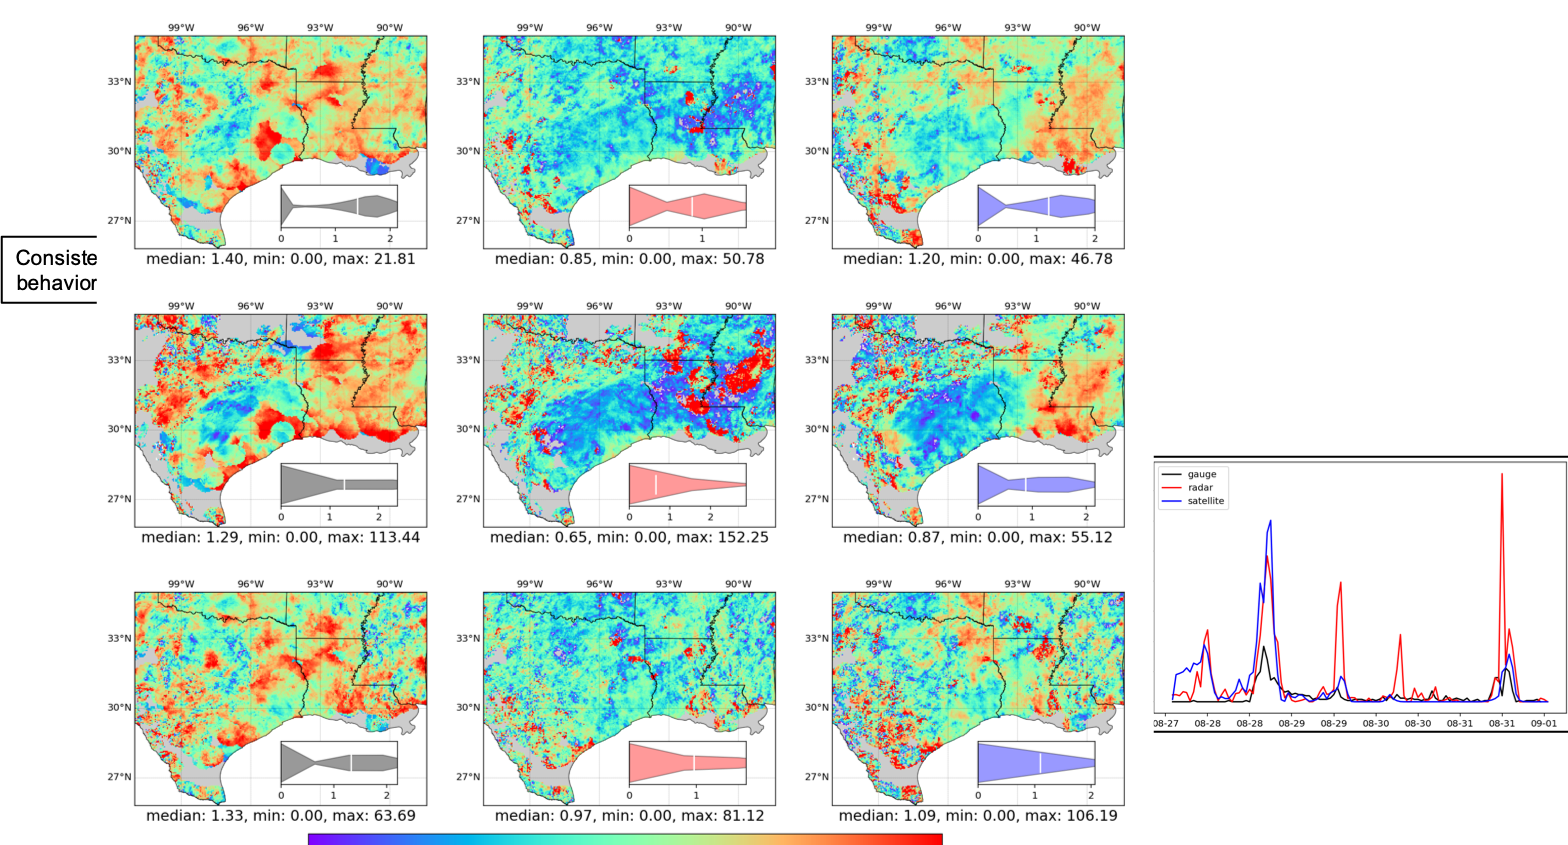 99°W 96°W 93°W 90°W 99°W 96°W 93°W 90°W 99°W 96°W 93°W 90°W
33°N 33°N 33°N
30°N 30°N 30°N
27°N 27°N 27°N
0 1 2 0 1 0 1 2
median: 1.40, min: 0.00, max: 21.81 median: 0.85, min: 0.00, max: 50.78 median: 1.20, min: 0.00, max: 46.78
Consiste
behavior
99°W 96°W 93°W 90°W 99°W 96°W 93°W 90°W 99°W 96°W 93°W 90°W
33°N 33°N 33°N
30°N 30°N 30°N
27°N 27°N 27°N
0 1 2 0 1 2 0 1 2
median: 1.29, min: 0.00, max: 113.44 median: 0.65, min: 0.00, max: 152.25 median: 0.87, min: 0.00, max: 55.12
gauge
radar
satellite
08-27 08-28 08-28 08-29 08-29 08-30 08-30 08-31 08-31 09-01
99°W 96°W 93°W 90°W 99°W 96°W 93°W 90°W 99°W 96°W 93°W 90°W
33°N 33°N 33°N
30°N 30°N 30°N
27°N 27°N 27°N
0 1 2 0 1 0 1 2
median: 1.33, min: 0.00, max: 63.69 median: 0.97, min: 0.00, max: 81.12 median: 1.09, min: 0.00, max: 106.19